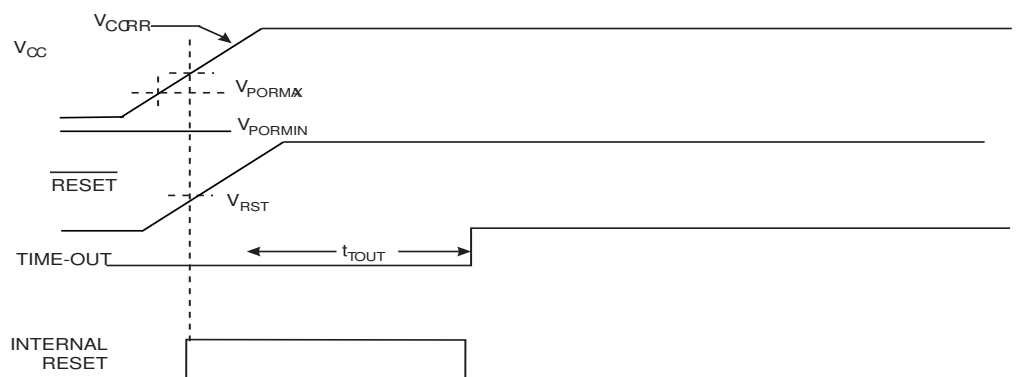 VCCRR
VCC
VPORMAX
VPORMIN
RESET
VRST
tTOUT
TIME-OUT
INTERNAL
RESET